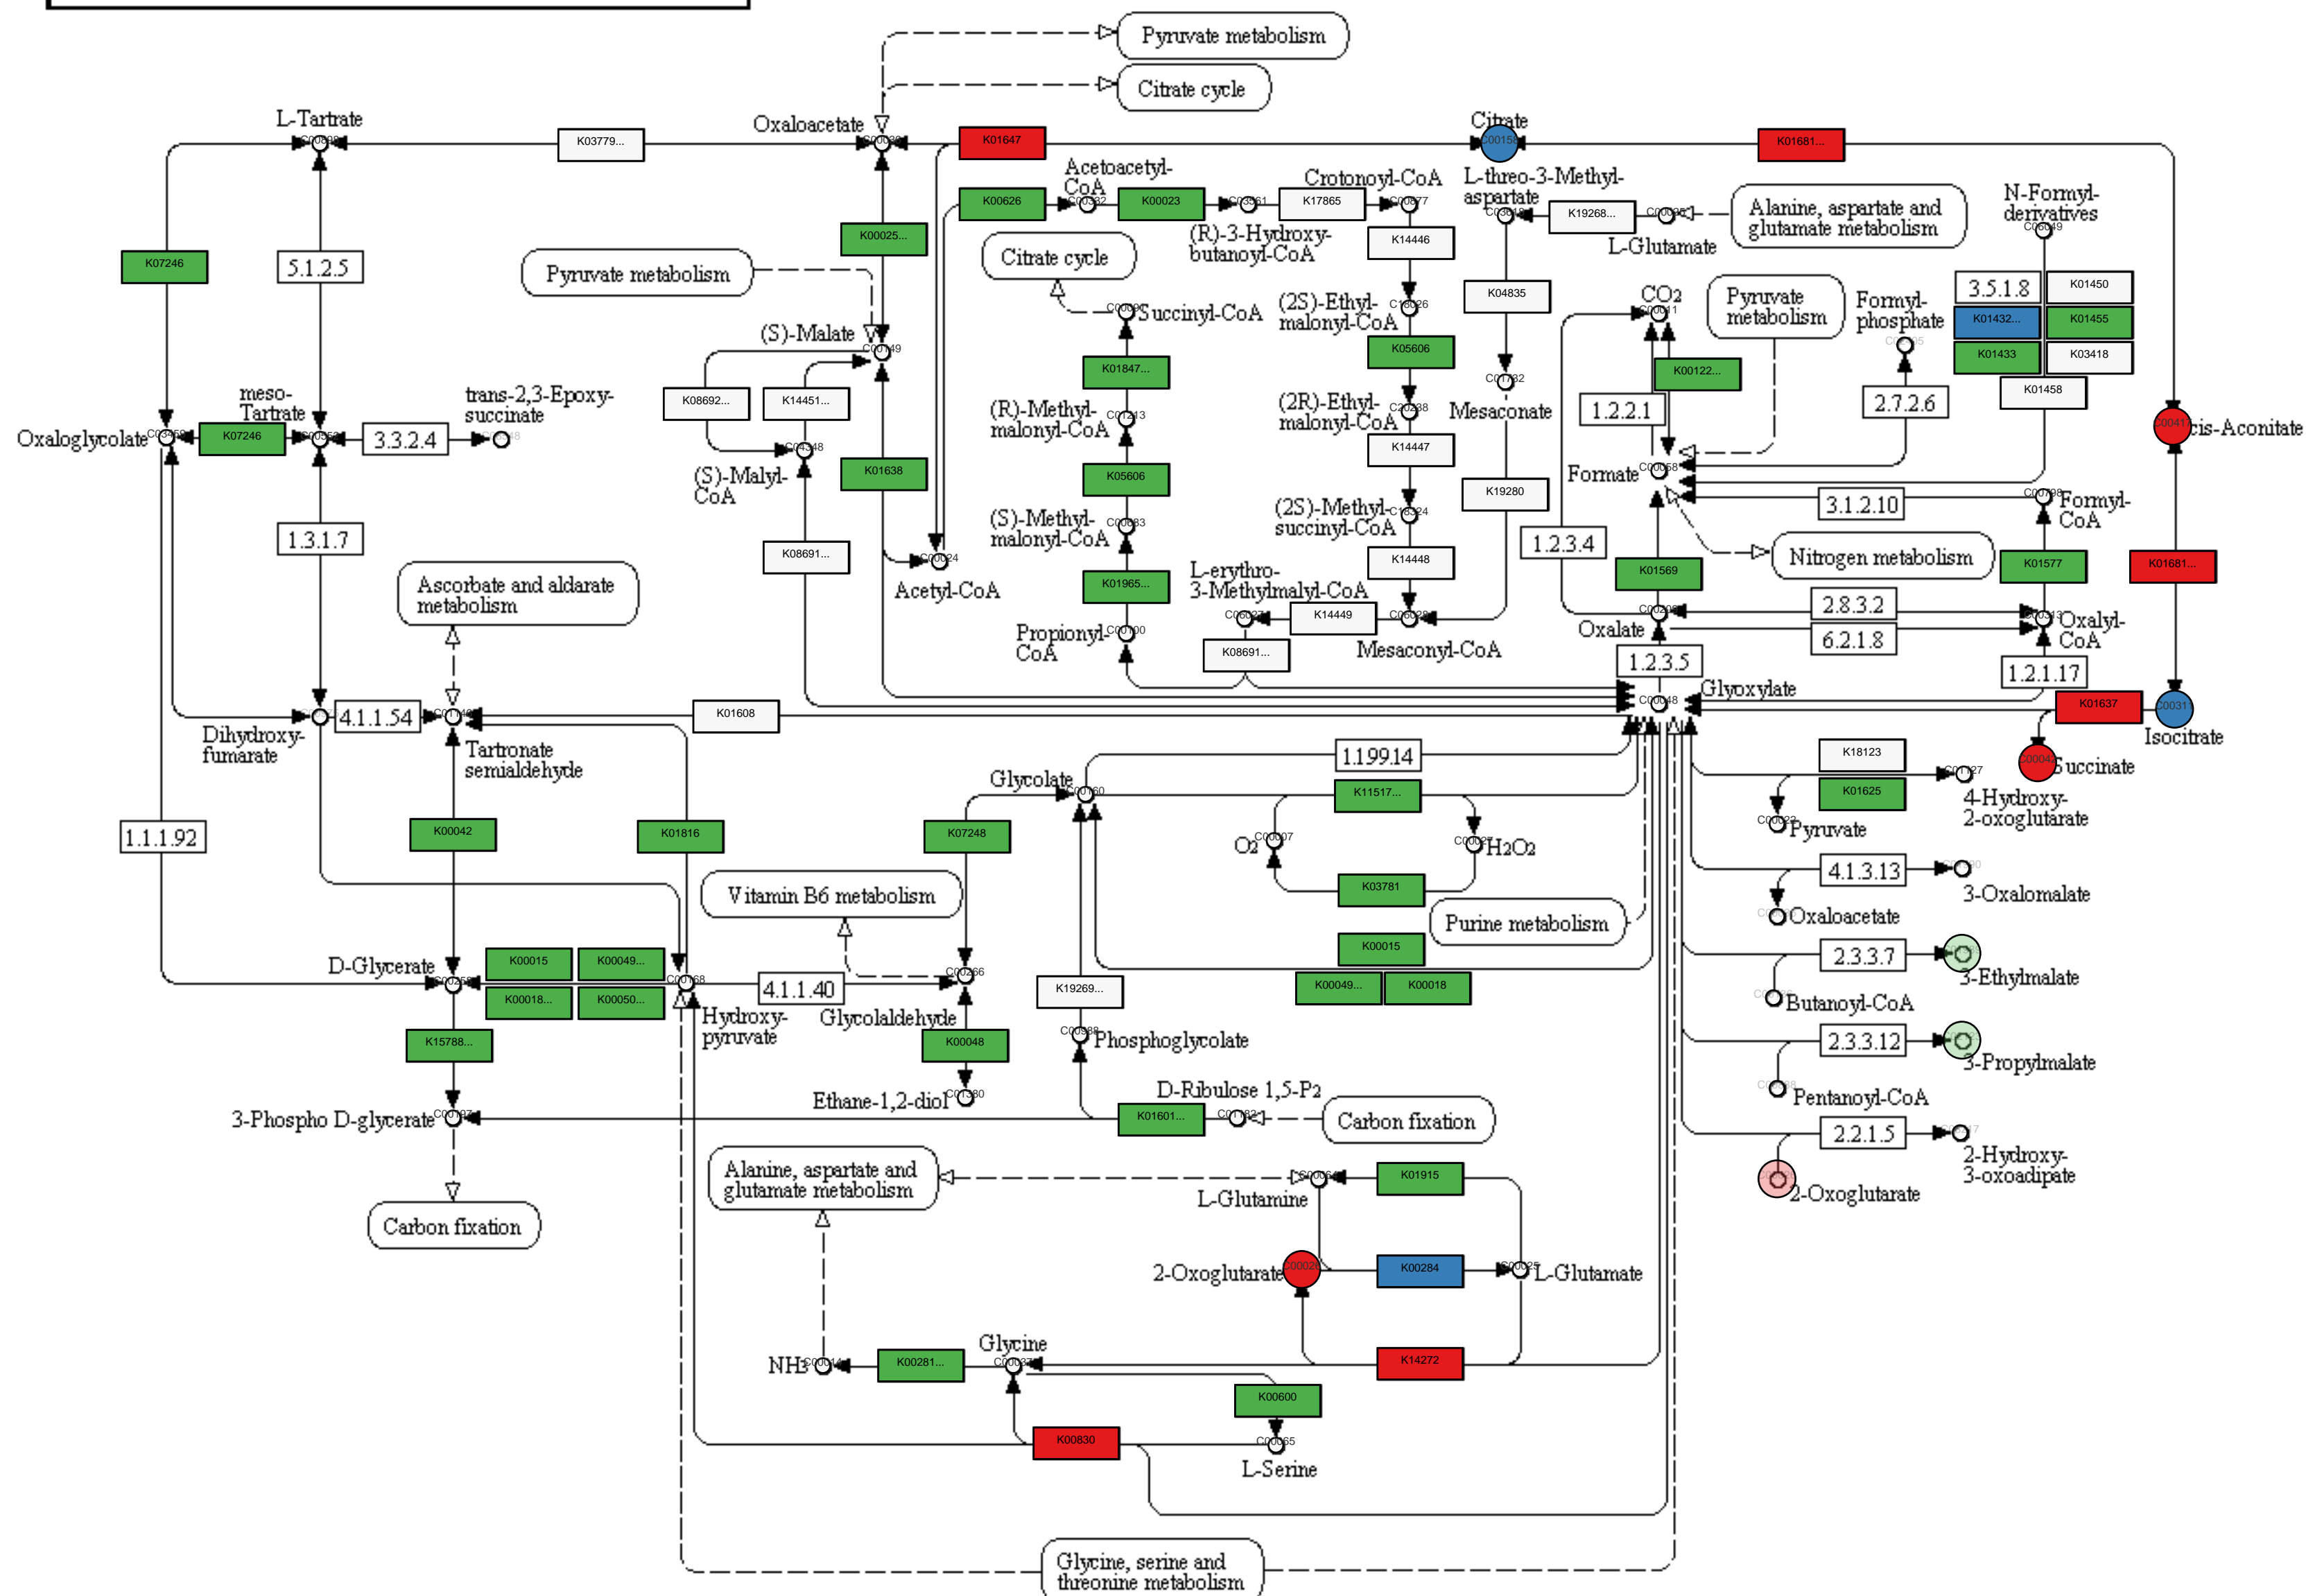 Pyruvate metabolism
Citrate cycle
L-Tartrate
Oxaloacetate
Citrate
K03779...
K01647
K01681...
Acetoacetyl-
CoA
Crotonoyl-CoA
L-threo-3-Methyl-
aspartate
N-Formyl-
derivatives
C06049
K00626
K00023
K17865
K19268...
Alanine, aspartate and
glutamate metabolism
L-Glutamate
(R)-3-Hydroxy-
butanoyl-CoA
K14446
K00025...
K07246
5.1.2.5
Pyruvate metabolism
Citrate cycle
K04835
CO2
C00011
Pyruvate
metabolism
Formyl-
phosphate
3.5.1.8
K01450
K01432...
K01455
K01433
K03418
K01458
Succinyl-CoA
(2S)-Ethyl-
malonyl-CoA
(S)-Malate
C00149
K05606
K01847...
K00122...
K08692...
K14451...
1.2.2.1
2.7.2.6
meso-
Tartrate
trans-2,3-Epoxy-
succinate
(R)-Methyl-
malonyl-CoA
(2R)-Ethyl-
malonyl-CoA
Mesaconate
Oxaloglycolate
K07246
3.3.2.4
C04348
(S)-Malyl-
CoA
K01638
K05606
K14447
K19280
cis-Aconitate
Formate
C00058
3.1.2.10
Formyl-
CoA
(S)-Methyl-
malonyl-CoA
(2S)-Methyl-
succinyl-CoA
1.3.1.7
K08691...
1.2.3.4
Nitrogen metabolism
C00024
Acetyl-CoA
K14448
K01569
K01577
K01681...
Ascorbate and aldarate
metabolism
K01965...
L-erythro-
3-Methylmalyl-CoA
K14449
2.8.3.2
Oxalate
Oxalyl-
CoA
6.2.1.8
Propionyl-
CoA
C00100
K08691...
Mesaconyl-CoA
1.2.3.5
1.2.1.17
Glyoxylate
C00048
K01637
Isocitrate
4.1.1.54
K01608
Dihydroxy-
fumarate
Tartronate
semialdehyde
1.1.99.14
K18123
Succinate
Glycolate
C00160
K11517...
K01625
4-Hydroxy-
2-oxoglutarate
Pyruvate
1.1.1.92
K00042
K01816
K07248
O2
C00007
H2O2
4.1.3.13
3-Oxalomalate
Vitamin B6 metabolism
K03781
Purine metabolism
Oxaloacetate
K00015
2.3.3.7
3-Ethylmalate
D-Glycerate
K00015
K00049...
K00018...
K00050...
C00168
4.1.1.40
C00266
K19269...
K00049...
K00018
Butanoyl-CoA
Hydroxy-
pyruvate
Glycolaldehyde
K15788...
K00048
Phosphoglycolate
2.3.3.12
3-Propylmalate
Ethane-1,2-diol
C01380
D-Ribulose 1,5-P2
Pentanoyl-CoA
3-Phospho D-glycerate
K01601...
Carbon fixation
2.2.1.5
2-Hydroxy-
3-oxoadipate
Alanine, aspartate and
glutamate metabolism
K01915
L-Glutamine
2-Oxoglutarate
Carbon fixation
2-Oxoglutarate
K00284
L-Glutamate
Glycine
NH3
K00281...
K14272
K00600
K00830
C00065
L-Serine
Glycine, serine and
threonine metabolism